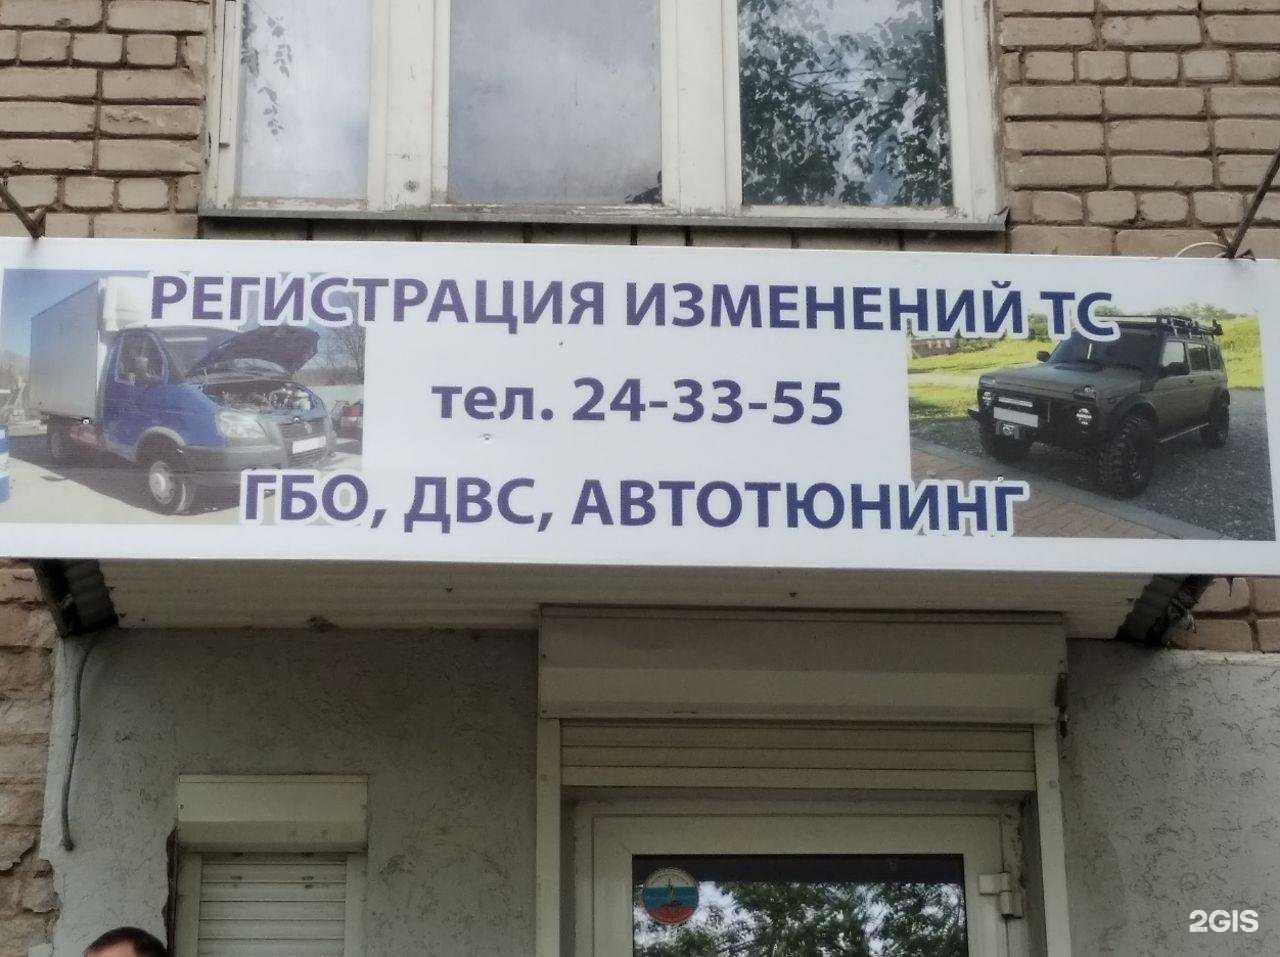 РЕГИСТРАЦИЯ ИЗМЕНЕНИЙ ТС
тел. 24-33-55
ГБО, ДВС, АВТОТЮНИНГ
2GIS